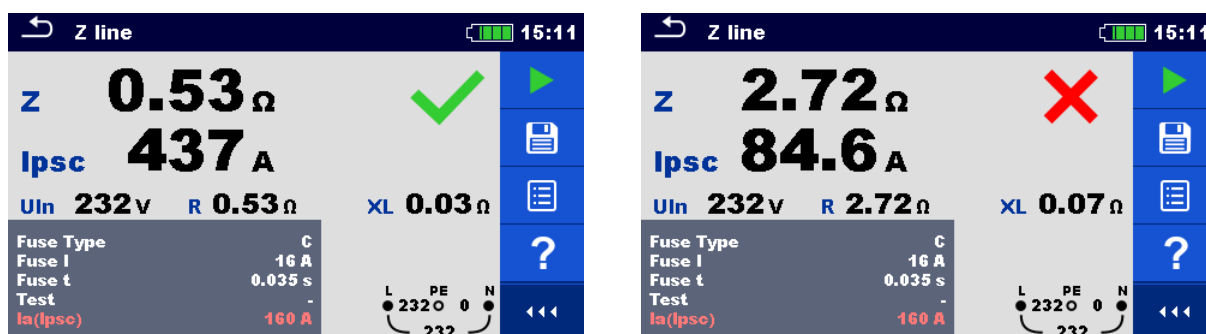 Z line 15:11
Z 0.53 Ω
Ipsc 437 A
Uln 232 V R 0.53 Ω XL 0.03 Ω
Fuse Type C
Fuse I 16 A
Fuse t 0.035 s
Test -
Ia(Ipsc) 160 A
L PE N
232 0
232
?
Z line 15:11
Z 2.72 Ω
Ipsc 84.6 A
Uln 232 V R 2.72 Ω XL 0.07 Ω
Fuse Type C
Fuse I 16 A
Fuse t 0.035 s
Test -
Ia(Ipsc) 160 A
L PE N
232 0
232
?